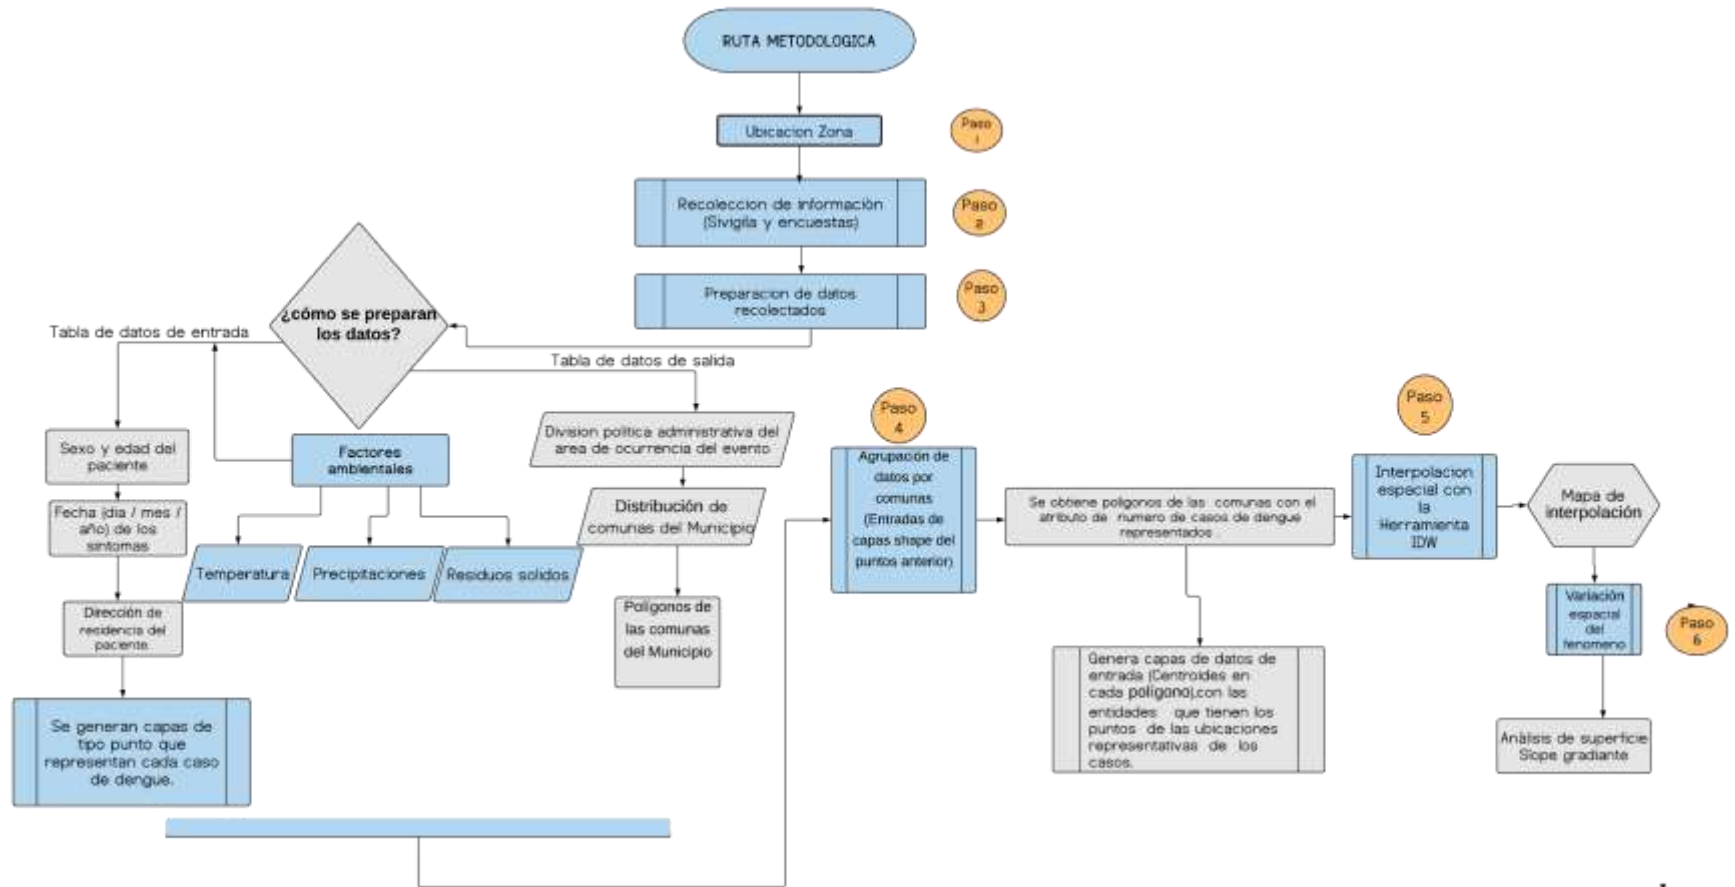 RUTA METODOLOGICA
Ubicacion Zona
Paso
1
Recoleccion de informaciòn
(Sivigila y encuestas)
Paso
2
Preparacion de datos
recolectados
Paso
3
¿cómo se preparan
los datos?
Tabla de datos de entrada
Tabla de datos de salida
Sexo y edad del
paciente
Fecha (dia / mes /
año) de los
sintomas
Dirección de
residencia del
paciente.
Se generan capas de
tipo punto que
representan cada caso
de dengue.
Factores
ambientales
Temperatura
Precipitaciones
Residuos solidos
Division politica administrativa del
area de ocurrencia del evento
Distribución de
comunas del Municipio
Polígonos de
las comunas
del Municipio
Paso
4
Agrupación de
datos por
comunas
(Entradas de
capas shape del
puntos anterior)
Se obtiene poligonos de las comunas con el
atributo de numero de casos de dengue
representados .
Genera capas de datos de
entrada (Centroides en
cada polígono),con las
entidades que tienen los
puntos de las ubicaciones
representativas de los
casos.
Paso
5
Interpolacion
espacial con
la
Herramienta
IDW
Mapa de
interpolación
Variación
espacial
del
fenomeno
Paso
6
Anàlisis de superficie
Slope gradiante